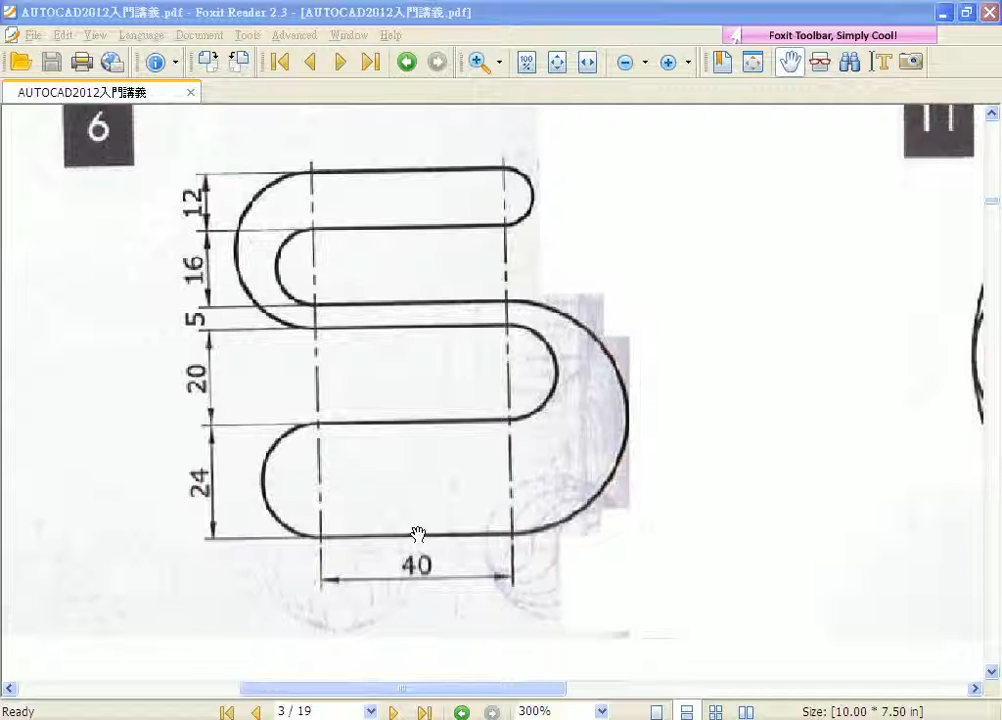 AUTOCAD2012入門講義.pdf - Foxit Reader 2.3 - [AUTOCAD2012入門講義.pdf]
File Edit View Language Document Tools Advanced Window Help
Foxit Toolbar, Simply Cool!
AUTOCAD2012入門講義.pdf
6
12
16
5
20
24
40
Ready
3 / 19
300%
Size: [10.00 * 7.50 in]